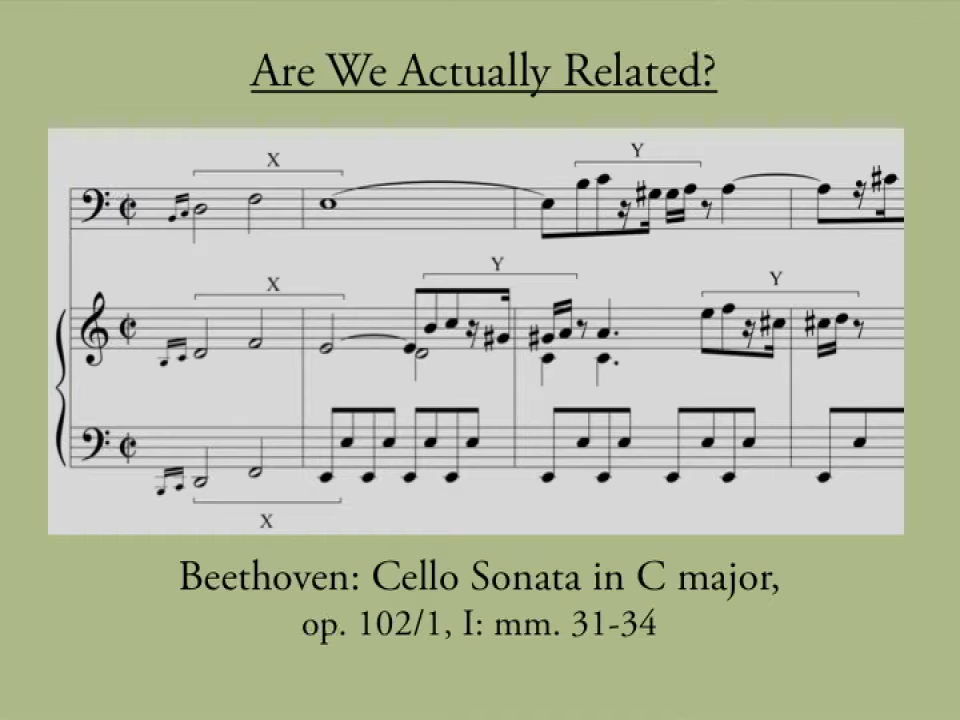 Are We Actually Related?
X
Y
X
Y
Y
X
Beethoven: Cello Sonata in C major,
op. 102/1, I: mm. 31-34